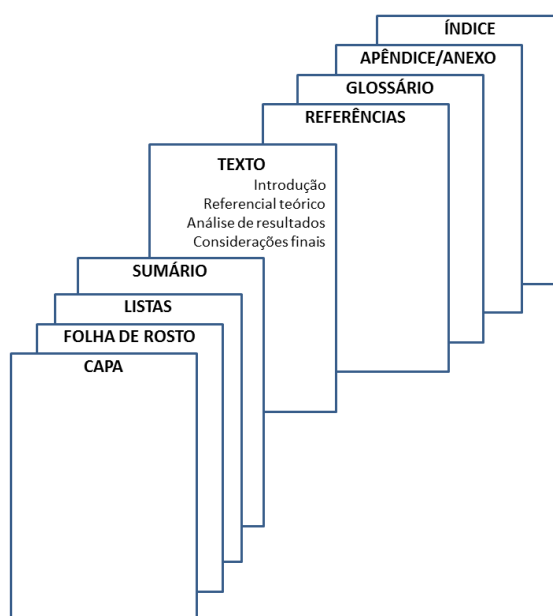 ÍNDICE
APÊNDICE/ANEXO
GLOSSÁRIO
REFERÊNCIAS
TEXTO
Introdução
Referencial teórico
Análise de resultados
Considerações finais
SUMÁRIO
LISTAS
FOLHA DE ROSTO
CAPA